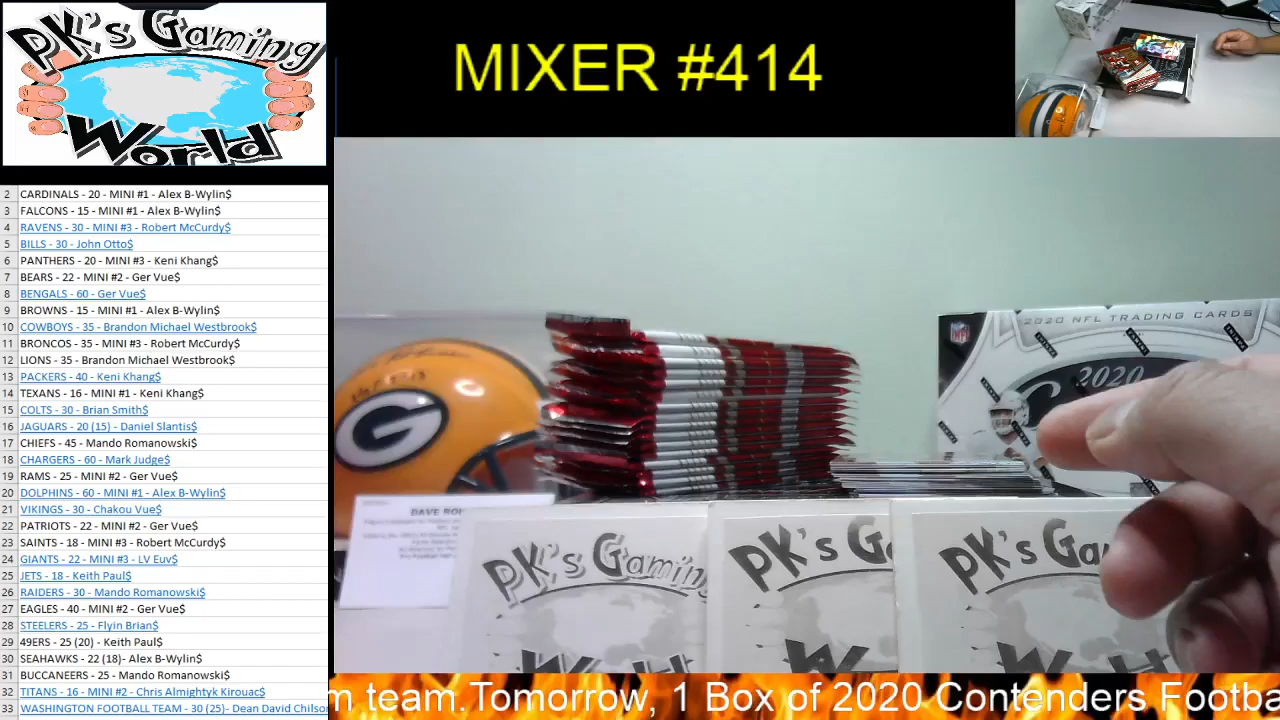 PK's Gaming
World
MIXER #414
2 CARDINALS - 20 - MINI #1 - Alex B-Wylin$
3 FALCONS - 15 - MINI #1 - Alex B-Wylin$
4 RAVENS - 30 - MINI #3 - Robert McCurdy$
5 BILLS - 30 - John Otto$
6 PANTHERS - 20 - MINI #3 - Keni Khang$
7 BEARS - 22 - MINI #2 - Ger Vue$
8 BENGALS - 60 - Ger Vue$
9 BROWNS - 15 - MINI #1 - Alex B-Wylin$
10 COWBOYS - 35 - Brandon Michael Westbrook$
11 BRONCOS - 35 - MINI #3 - Robert McCurdy$
12 LIONS - 35 - Brandon Michael Westbrook$
13 PACKERS - 40 - Keni Khang$
14 TEXANS - 16 - MINI #1 - Keni Khang$
15 COLTS - 30 - Brian Smith$
16 JAGUARS - 20 (15) - Daniel Slantis$
17 CHIEFS - 45 - Mando Romanowski$
18 CHARGERS - 60 - Mark Judge$
19 RAMS - 25 - MINI #2 - Ger Vue$
20 DOLPHINS - 60 - MINI #1 - Alex B-Wylin$
21 VIKINGS - 30 - Chakou Vue$
22 PATRIOTS - 22 - MINI #2 - Ger Vue$
23 SAINTS - 18 - MINI #3 - Robert McCurdy$
24 GIANTS - 22 - MINI #3 - LV Euv$
25 JETS - 18 - Keith Paul$
26 RAIDERS - 30 - Mando Romanowski$
27 EAGLES - 40 - MINI #2 - Ger Vue$
28 STEELERS - 25 - Flyin Brian$
29 49ERS - 25 (20) - Keith Paul$
30 SEAHAWKS - 22 (18)- Alex B-Wylin$
31 BUCCANEERS - 25 - Mando Romanowski$
32 TITANS - 16 - MINI #2 - Chris Almightyk Kirouac$
33 WASHINGTON FOOTBALL TEAM - 30 (25)- Dean David Chilso
NFL
2020 NFL TRADING CARDS
2020
G
DAVE RO
PK's Gamin
World
PK's Ga
W
PK's Ga
World
m team.Tomorrow, 1 Box of 2020 Contenders Footba